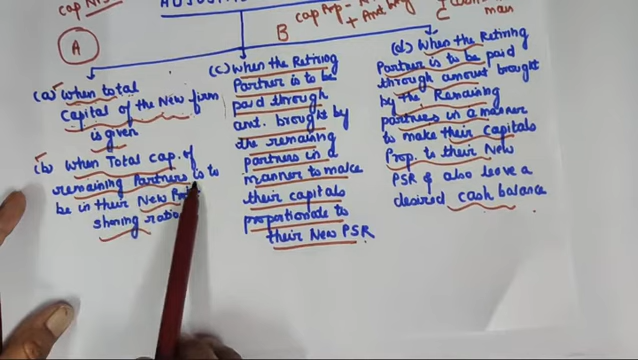 cap
A
B
cap Prop -
+ Amt
C
man
(a) When total
Capital of the New firm
is given
(b) When Total cap. of
remaining Partners is to
be in their New
sharing ratio
(c) When the Retiring
Partner is to be
paid through
amt. brought by
the remaining
partners in a
manner to make
their capitals
proportionate to
their New PSR
(d) When the Retiring
Partner is to be paid
through amount brought
by the Remaining
partners in a manner
to make their capitals
Prop. to their New
PSR & also leave a
desired cash balance